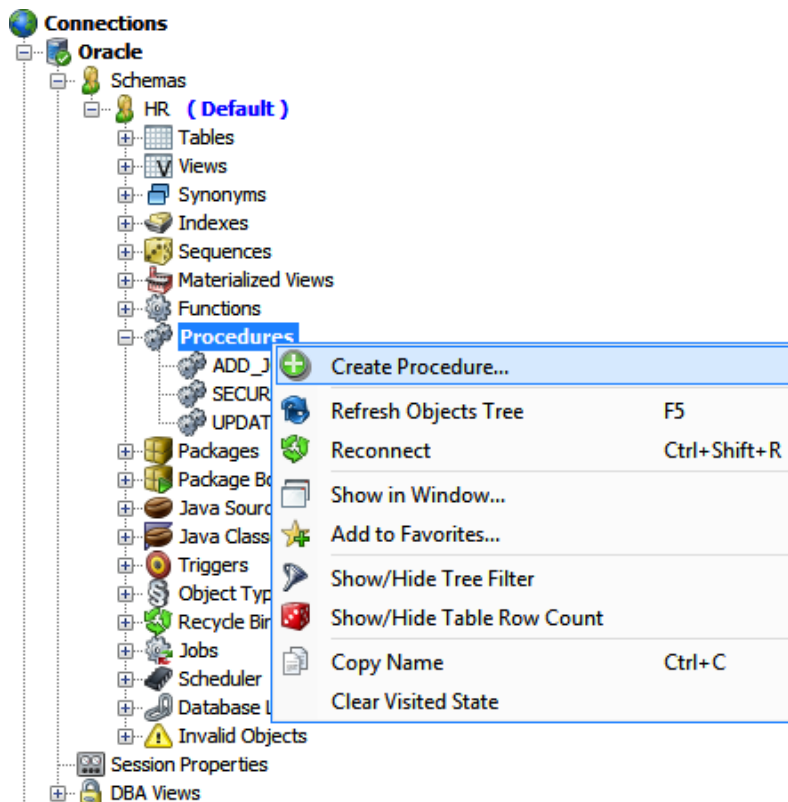 Connections
Oracle
Schemas
HR (Default)
Tables
V Views
Synonyms
Indexes
Sequences
Materialized Views
Functions
Procedures
ADD_J
SECUR
UPDAT
Packages
Package Bo
Java Sourc
Java Class
Triggers
Object Typ
Recycle Bin
Jobs
Scheduler
Database L
Invalid Objects
Session Properties
DBA Views
Create Procedure...
Refresh Objects Tree F5
Reconnect Ctrl+Shift+R
Show in Window...
Add to Favorites...
Show/Hide Tree Filter
Show/Hide Table Row Count
Copy Name Ctrl+C
Clear Visited State